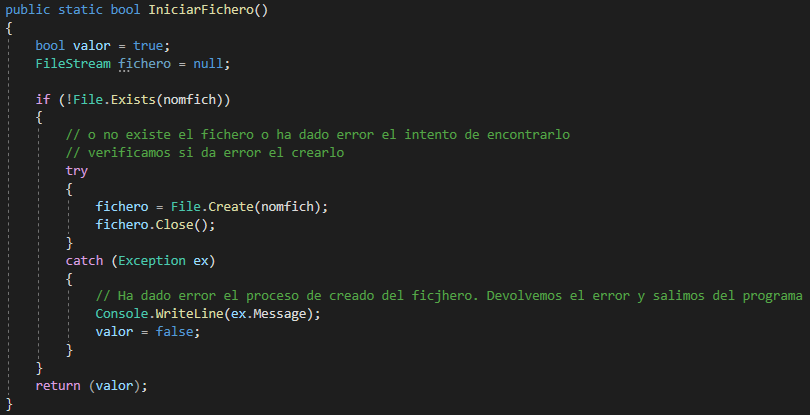 public static bool IniciarFichero()
{
bool valor = true;
FileStream fichero = null;
if (!File.Exists(nomfich))
{
// o no existe el fichero o ha dado error el intento de encontrarlo
// verificamos si da error el crearlo
try
{
fichero = File.Create(nomfich);
fichero.Close();
}
catch (Exception ex)
{
// Ha dado error el proceso de creado del ficjhero. Devolvemos el error y salimos del programa
Console.WriteLine(ex.Message);
valor = false;
}
}
return (valor);
}